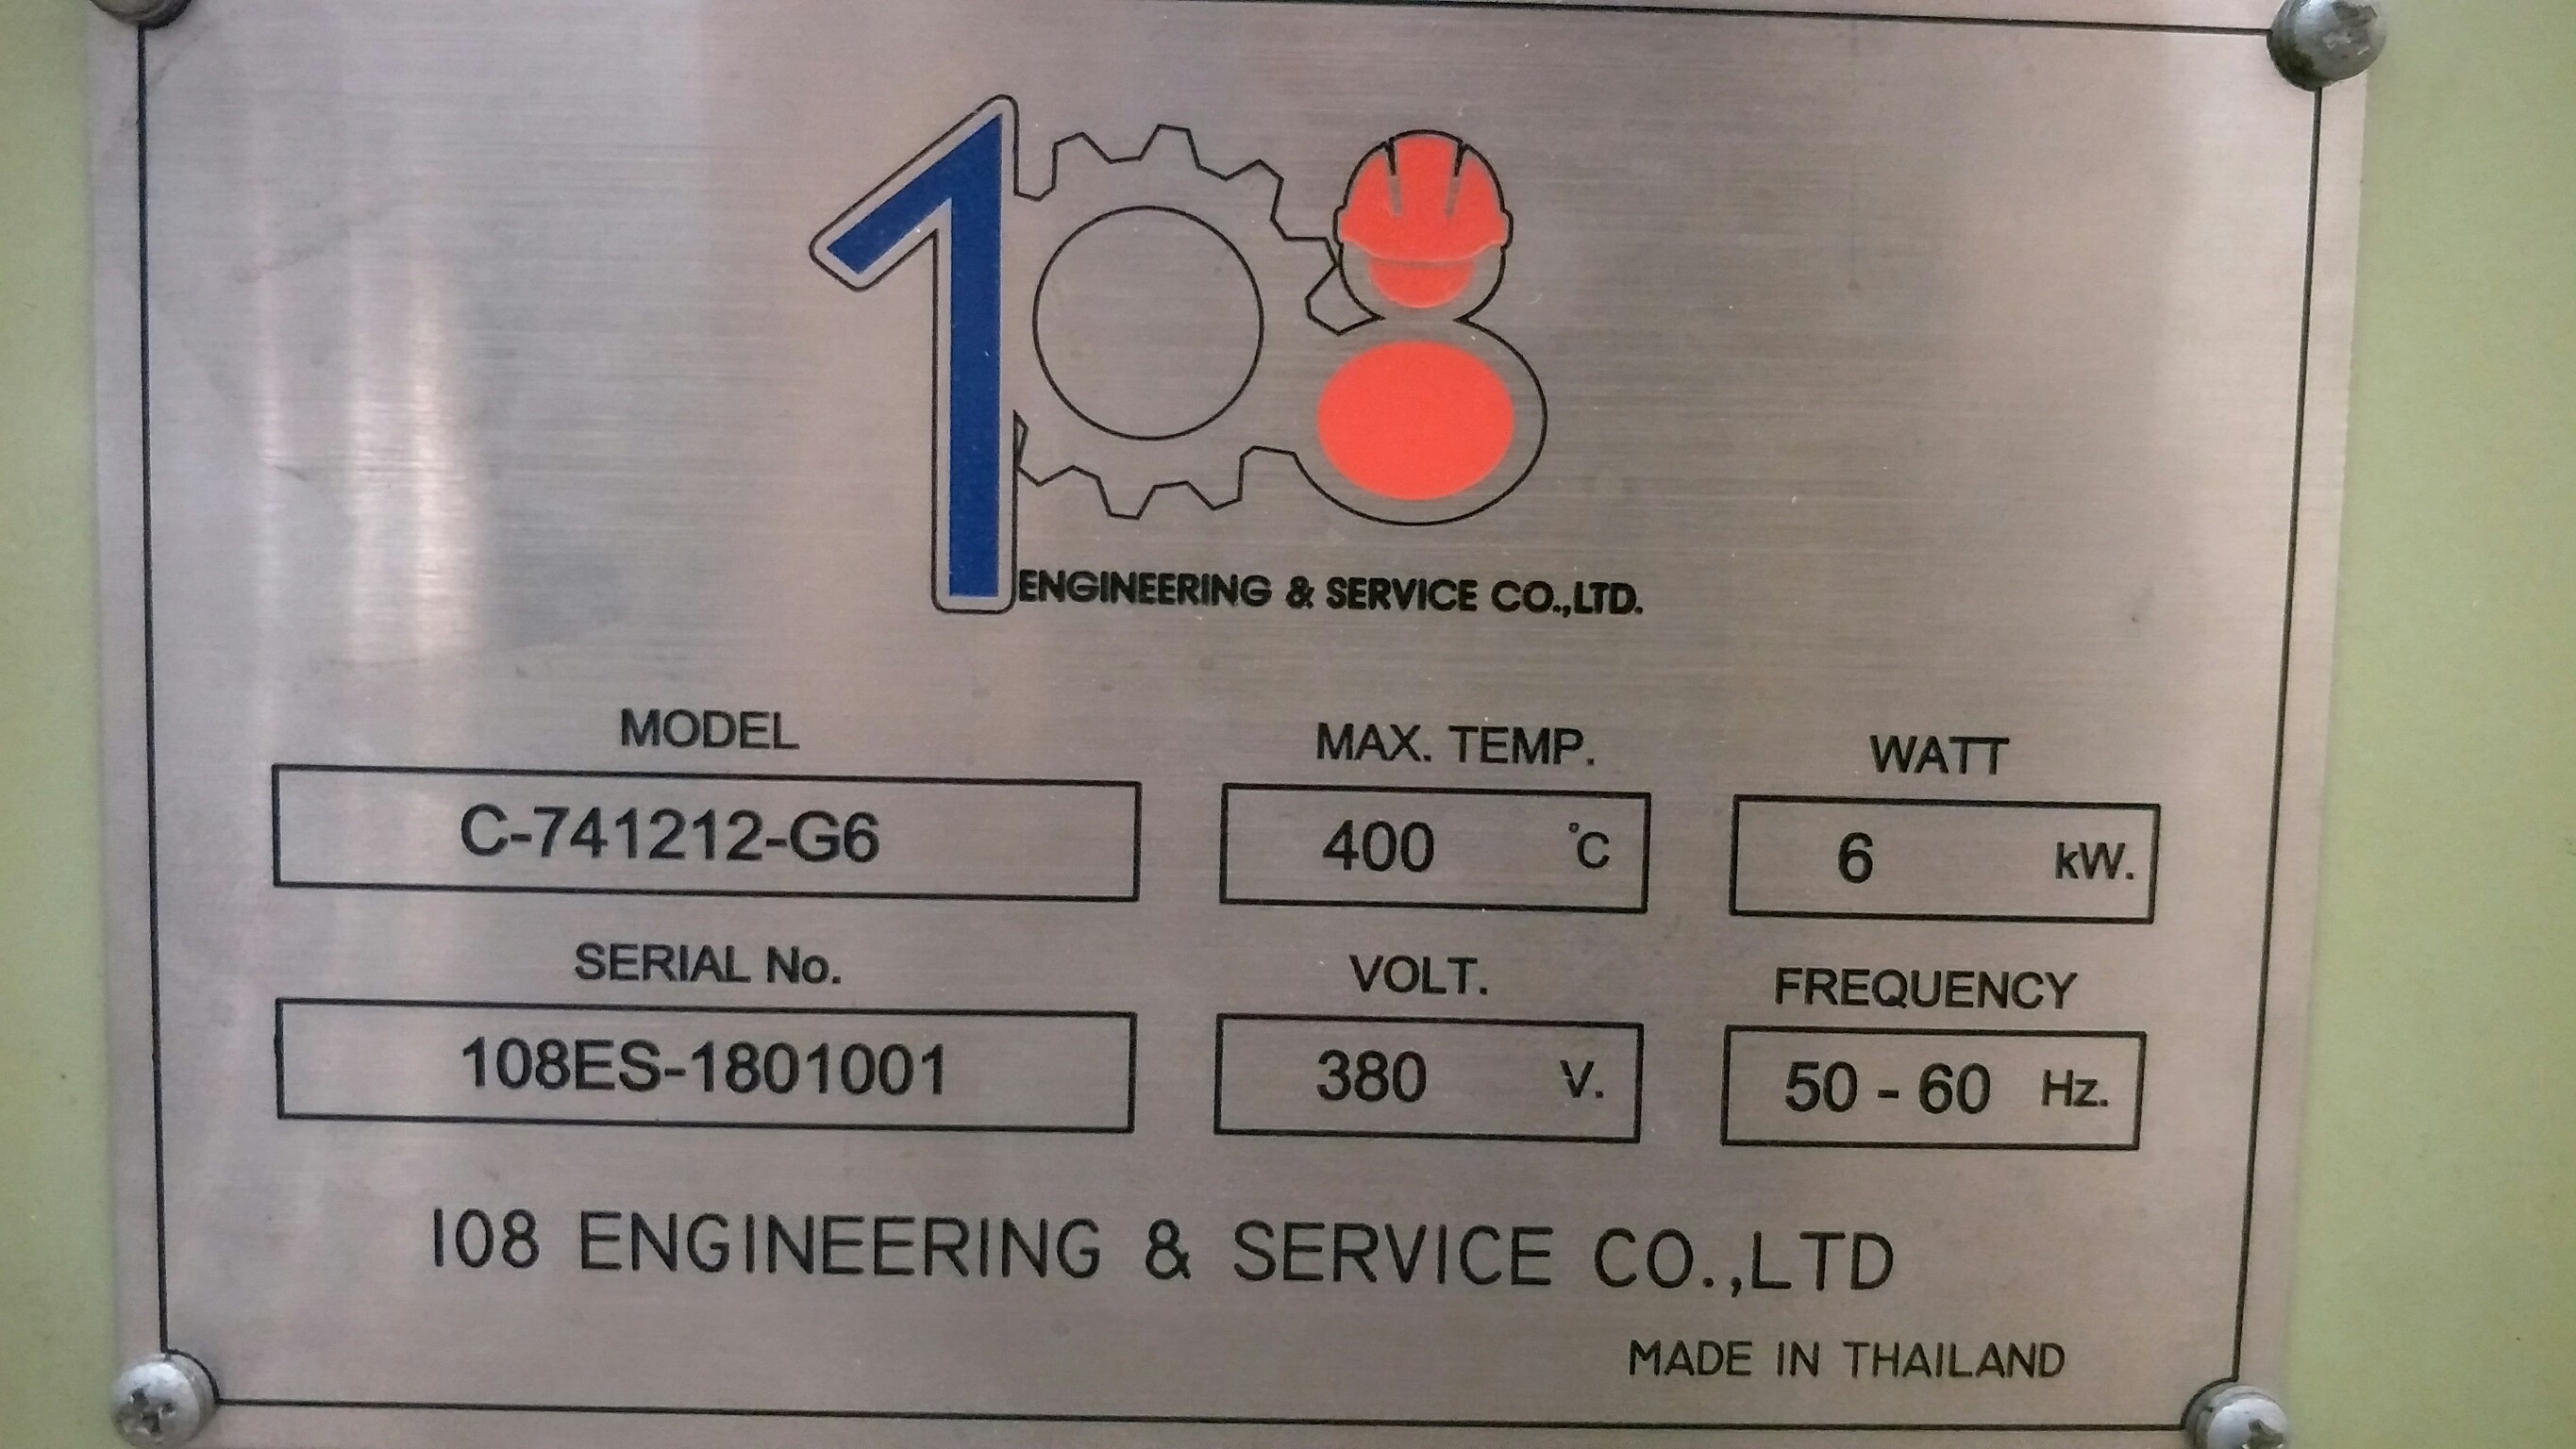 108
ENGINEERING & SERVICE CO.,LTD.
MODEL MAX. TEMP. WATT
C-741212-G6 400 °C 6 kW.
SERIAL No. VOLT. FREQUENCY
108ES-1801001 380 V. 50 - 60 Hz.
108 ENGINEERING & SERVICE CO.,LTD
MADE IN THAILAND